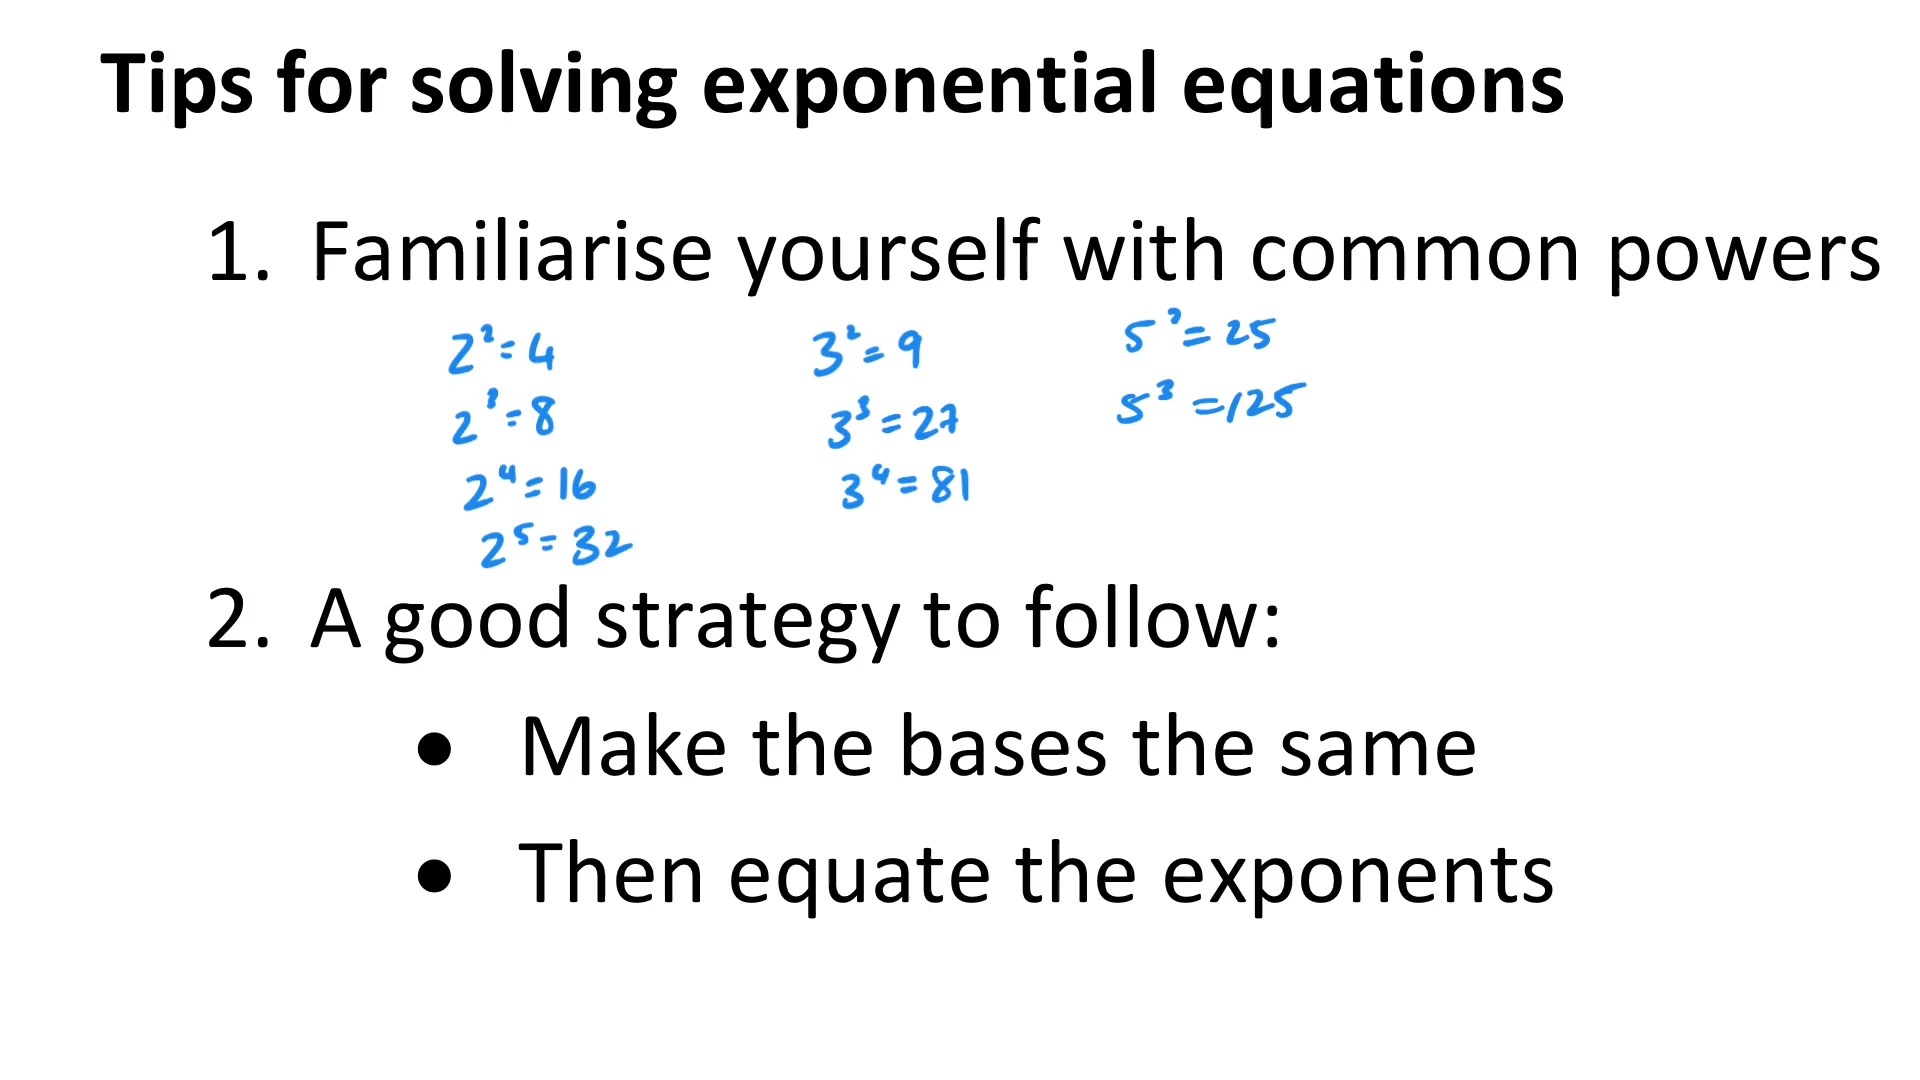 Tips for solving exponential equations
1. Familiarise yourself with common powers
2² = 4 3² = 9 5² = 25
2³ = 8 3³ = 27 5³ = 125
2⁴ = 16 3⁴ = 81
2⁵ = 32
2. A good strategy to follow:
• Make the bases the same
• Then equate the exponents